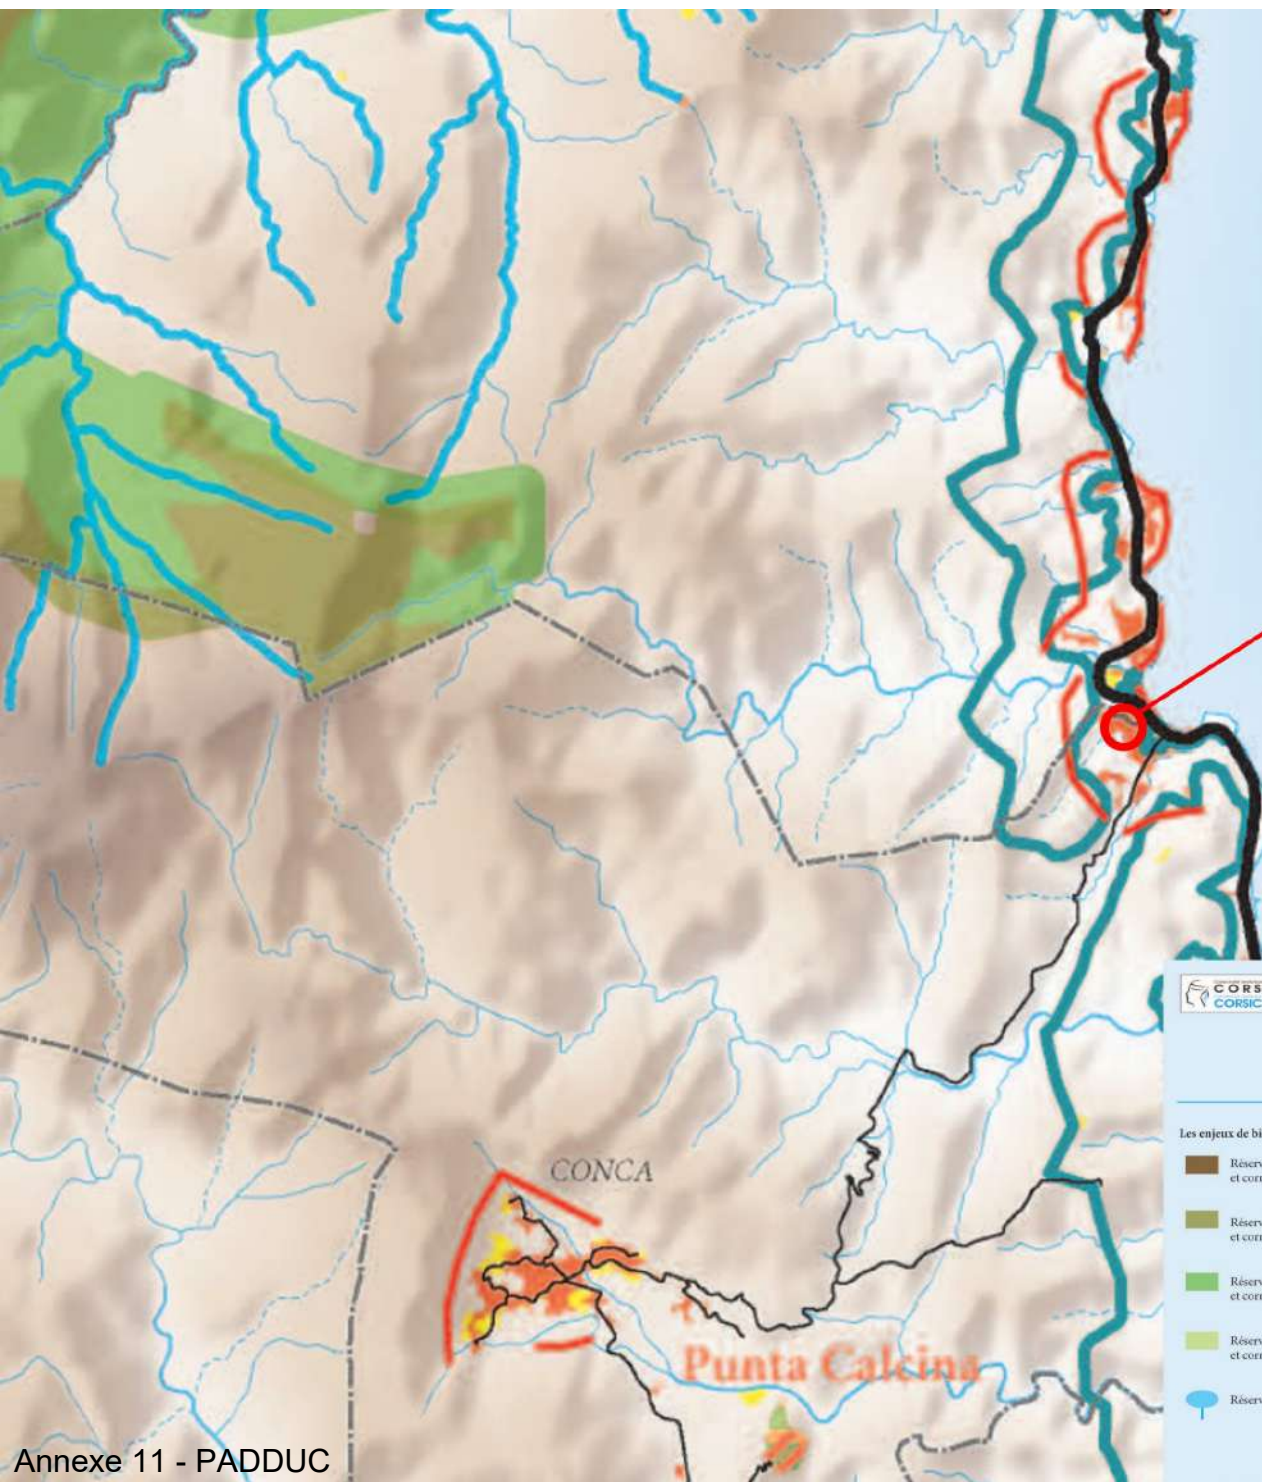 CONCA
Punta Calcina
CORS
CORSIC
Les enjeux de bi
Réserv
et corr
Réserv
et corr
Réserv
et corr
Réserv
et corr
Réserv
Annexe 11 - PADDUC